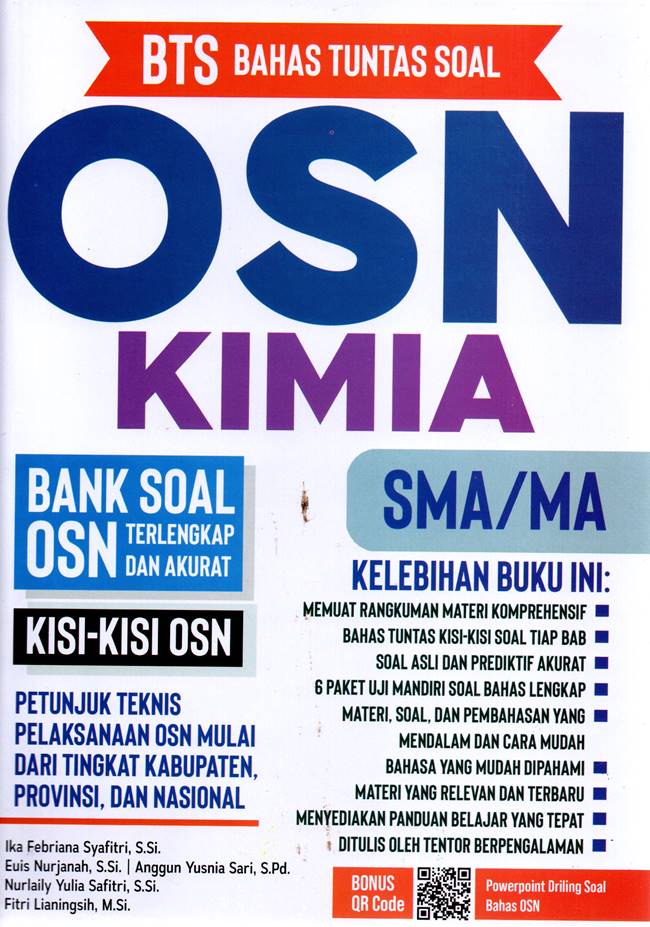 BTS BAHAS TUNTAS SOAL
OSN
KIMIA
BANK SOAL
OSN TERLENGKAP
DAN AKURAT
KISI-KISI OSN
PETUNJUK TEKNIS
PELAKSANAAN OSN MULAI
DARI TINGKAT KABUPATEN,
PROVINSI, DAN NASIONAL
Ika Febriana Syafitri, S.Si.
Euis Nurjanah, S.Si. | Anggun Yusnia Sari, S.Pd.
Nurlaily Yulia Safitri, S.Si.
Fitri Lianingsih, M.Si.
SMA/MA
KELEBIHAN BUKU INI:
MEMUAT RANGKUMAN MATERI KOMPREHENSIF
BAHAS TUNTAS KISI-KISI SOAL TIAP BAB
SOAL ASLI DAN PREDIKTIF AKURAT
6 PAKET UJI MANDIRI SOAL BAHAS LENGKAP
MATERI, SOAL, DAN PEMBAHASAN YANG
MENDALAM DAN CARA MUDAH
BAHASA YANG MUDAH DIPAHAMI
MATERI YANG RELEVAN DAN TERBARU
MENYEDIAKAN PANDUAN BELAJAR YANG TEPAT
DITULIS OLEH TENTOR BERPENGALAMAN
BONUS
QR Code
Powerpoint Driling Soal
Bahas OSN